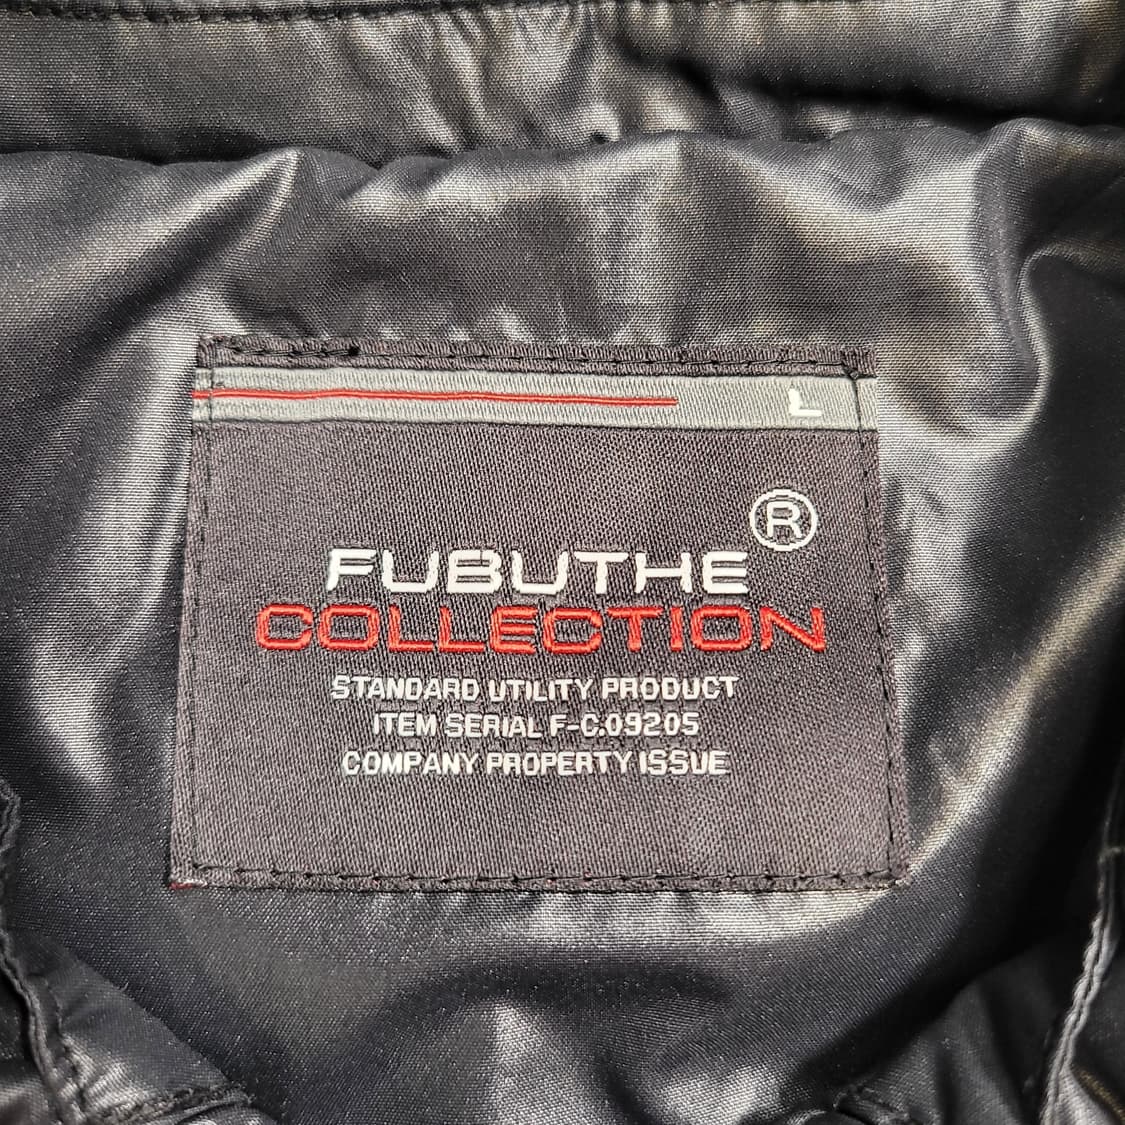 L
®
FUBUTHE
COLLECTION
STANDARD UTILITY PRODUCT
ITEM SERIAL F-C.09205
COMPANY PROPERTY ISSUE